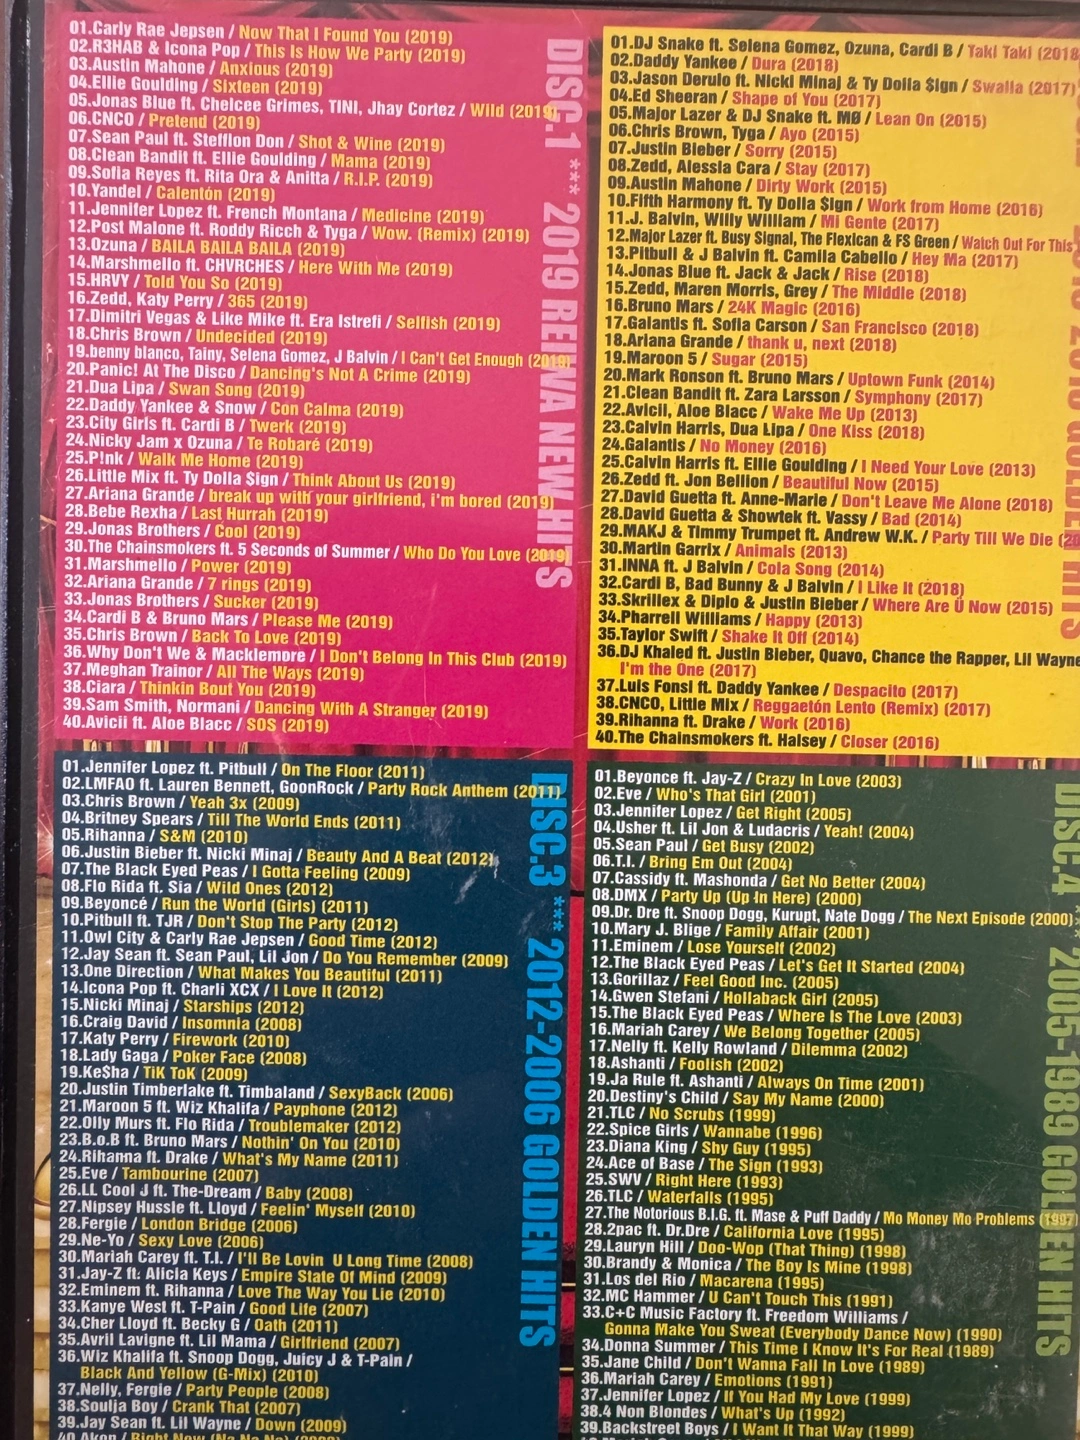 01.Carly Rae Jepsen / Now That I Found You (2019)
02.R3HAB & Icona Pop / This Is How We Party (2019)
03.Austin Mahone / Anxious (2019)
04.Ellie Goulding / Sixteen (2019)
05.Jonas Blue ft. Chelcee Grimes, TINI, Jhay Cortez / Wild (2019)
06.CNCO / Pretend (2019)
07.Sean Paul ft. Stefflon Don / Shot & Wine (2019)
08.Clean Bandit ft. Ellie Goulding / Mama (2019)
09.Sofia Reyes ft. Rita Ora & Anitta / R.I.P. (2019)
10.Yandel / Calentón (2019)
11.Jennifer Lopez ft. French Montana / Medicine (2019)
12.Post Malone ft. Roddy Ricch & Tyga / Wow. (Remix) (2019)
13.Ozuna / BAILA BAILA BAILA (2019)
14.Marshmello ft. CHVRCHES / Here With Me (2019)
15.HRVY / Told You So (2019)
16.Zedd, Katy Perry / 365 (2019)
17.Dimitri Vegas & Like Mike ft. Era Istrefi / Selfish (2019)
18.Chris Brown / Undecided (2019)
19.benny blanco, Tainy, Selena Gomez, J Balvin / I Can't Get Enough (2019)
20.Panic! At The Disco / Dancing's Not A Crime (2019)
21.Dua Lipa / Swan Song (2019)
22.Daddy Yankee & Snow / Con Calma (2019)
23.City Girls ft. Cardi B / Twerk (2019)
24.Nicky Jam x Ozuna / Te Robaré (2019)
25.P!nk / Walk Me Home (2019)
26.Little Mix ft. Ty Dolla $ign / Think About Us (2019)
27.Ariana Grande / break up with your girlfriend, i'm bored (2019)
28.Bebe Rexha / Last Hurrah (2019)
29.Jonas Brothers / Cool (2019)
30.The Chainsmokers ft. 5 Seconds of Summer / Who Do You Love (2019)
31.Marshmello / Power (2019)
32.Ariana Grande / 7 rings (2019)
33.Jonas Brothers / Sucker (2019)
34.Cardi B & Bruno Mars / Please Me (2019)
35.Chris Brown / Back To Love (2019)
36.Why Don't We & Macklemore / I Don't Belong In This Club (2019)
37.Meghan Trainor / All The Ways (2019)
38.Ciara / Thinkin Bout You (2019)
39.Sam Smith, Normani / Dancing With A Stranger (2019)
40.Avicii ft. Aloe Blacc / SOS (2019)
DISC.1 *** 2019 REIWA NEW HITS
01.DJ Snake ft. Selena Gomez, Ozuna, Cardi B / Taki Taki (2018
02.Daddy Yankee / Dura (2018)
03.Jason Derulo ft. Nicki Minaj & Ty Dolla $ign / Swalla (2017)
04.Ed Sheeran / Shape of You (2017)
05.Major Lazer & DJ Snake ft. MØ / Lean On (2015)
06.Chris Brown, Tyga / Ayo (2015)
07.Justin Bieber / Sorry (2015)
08.Zedd, Alessia Cara / Stay (2017)
09.Austin Mahone / Dirty Work (2015)
10.Fifth Harmony ft. Ty Dolla $ign / Work from Home (2016)
11.J. Balvin, Willy William / Mi Gente (2017)
12.Major Lazer ft. Busy Signal, The Flexican & FS Green / Watch Out For This
13.Pitbull & J Balvin ft. Camila Cabello / Hey Ma (2017)
14.Jonas Blue ft. Jack & Jack / Rise (2018)
15.Zedd, Maren Morris, Grey / The Middle (2018)
16.Bruno Mars / 24K Magic (2016)
17.Galantis ft. Sofia Carson / San Francisco (2018)
18.Ariana Grande / thank u, next (2018)
19.Maroon 5 / Sugar (2015)
20.Mark Ronson ft. Bruno Mars / Uptown Funk (2014)
21.Clean Bandit ft. Zara Larsson / Symphony (2017)
22.Avicii, Aloe Blacc / Wake Me Up (2013)
23.Calvin Harris, Dua Lipa / One Kiss (2018)
24.Galantis / No Money (2016)
25.Calvin Harris ft. Ellie Goulding / I Need Your Love (2013)
26.Zedd ft. Jon Bellion / Beautiful Now (2015)
27.David Guetta ft. Anne-Marie / Don't Leave Me Alone (2018)
28.David Guetta & Showtek ft. Vassy / Bad (2014)
29.MAKJ & Timmy Trumpet ft. Andrew W.K. / Party Till We Die (20
30.Martin Garrix / Animals (2013)
31.INNA ft. J Balvin / Cola Song (2014)
32.Cardi B, Bad Bunny & J Balvin / I Like It (2018)
33.Skrillex & Diplo & Justin Bieber / Where Are Ü Now (2015)
34.Pharrell Williams / Happy (2013)
35.Taylor Swift / Shake It Off (2014)
36.DJ Khaled ft. Justin Bieber, Quavo, Chance the Rapper, Lil Wayne
I'm the One (2017)
37.Luis Fonsi ft. Daddy Yankee / Despacito (2017)
38.CNCO, Little Mix / Reggaetón Lento (Remix) (2017)
39.Rihanna ft. Drake / Work (2016)
40.The Chainsmokers ft. Halsey / Closer (2016)
01.Jennifer Lopez ft. Pitbull / On The Floor (2011)
02.LMFAO ft. Lauren Bennett, GoonRock / Party Rock Anthem (2011)
03.Chris Brown / Yeah 3x (2009)
04.Britney Spears / Till The World Ends (2011)
05.Rihanna / S&M (2010)
06.Justin Bieber ft. Nicki Minaj / Beauty And A Beat (2012)
07.The Black Eyed Peas / I Gotta Feeling (2009)
08.Flo Rida ft. Sia / Wild Ones (2012)
09.Beyoncé / Run the World (Girls) (2011)
10.Pitbull ft. TJR / Don't Stop The Party (2012)
11.Owl City & Carly Rae Jepsen / Good Time (2012)
12.Jay Sean ft. Sean Paul, Lil Jon / Do You Remember (2009)
13.One Direction / What Makes You Beautiful (2011)
14.Icona Pop ft. Charli XCX / I Love It (2012)
15.Nicki Minaj / Starships (2012)
16.Craig David / Insomnia (2008)
17.Katy Perry / Firework (2010)
18.Lady Gaga / Poker Face (2008)
19.Ke$ha / TiK ToK (2009)
20.Justin Timberlake ft. Timbaland / SexyBack (2006)
21.Maroon 5 ft. Wiz Khalifa / Payphone (2012)
22.Olly Murs ft. Flo Rida / Troublemaker (2012)
23.B.o.B ft. Bruno Mars / Nothin' On You (2010)
24.Rihanna ft. Drake / What's My Name (2011)
25.Eve / Tambourine (2007)
26.LL Cool J ft. The-Dream / Baby (2008)
27.Nipsey Hussle ft. Lloyd / Feelin' Myself (2010)
28.Fergie / London Bridge (2006)
29.Ne-Yo / Sexy Love (2006)
30.Mariah Carey ft. T.I. / I'll Be Lovin U Long Time (2008)
31.Jay-Z ft. Alicia Keys / Empire State Of Mind (2009)
32.Eminem ft. Rihanna / Love The Way You Lie (2010)
33.Kanye West ft. T-Pain / Good Life (2007)
34.Cher Lloyd ft. Becky G / Oath (2011)
35.Avril Lavigne ft. Lil Mama / Girlfriend (2007)
36.Wiz Khalifa ft. Snoop Dogg, Juicy J & T-Pain /
Black And Yellow (G-Mix) (2010)
37.Nelly, Fergie / Party People (2008)
38.Soulja Boy / Crank That (2007)
39.Jay Sean ft. Lil Wayne / Down (2009)
40.Akon / Right Now (Na Na Na) (2008)
DISC.3 *** 2012-2006 GOLDEN HITS
01.Beyonce ft. Jay-Z / Crazy In Love (2003)
02.Eve / Who's That Girl (2001)
03.Jennifer Lopez / Get Right (2005)
04.Usher ft. Lil Jon & Ludacris / Yeah! (2004)
05.Sean Paul / Get Busy (2002)
06.T.I. / Bring Em Out (2004)
07.Cassidy ft. Mashonda / Get No Better (2004)
08.DMX / Party Up (Up In Here) (2000)
09.Dr. Dre ft. Snoop Dogg, Kurupt, Nate Dogg / The Next Episode (2000)
10.Mary J. Blige / Family Affair (2001)
11.Eminem / Lose Yourself (2002)
12.The Black Eyed Peas / Let's Get It Started (2004)
13.Gorillaz / Feel Good Inc. (2005)
14.Gwen Stefani / Hollaback Girl (2005)
15.The Black Eyed Peas / Where Is The Love (2003)
16.Mariah Carey / We Belong Together (2005)
17.Nelly ft. Kelly Rowland / Dilemma (2002)
18.Ashanti / Foolish (2002)
19.Ja Rule ft. Ashanti / Always On Time (2001)
20.Destiny's Child / Say My Name (2000)
21.TLC / No Scrubs (1999)
22.Spice Girls / Wannabe (1996)
23.Diana King / Shy Guy (1995)
24.Ace of Base / The Sign (1993)
25.SWV / Right Here (1993)
26.TLC / Waterfalls (1995)
27.The Notorious B.I.G. ft. Mase & Puff Daddy / Mo Money Mo Problems (1997)
28.2pac ft. Dr.Dre / California Love (1995)
29.Lauryn Hill / Doo-Wop (That Thing) (1998)
30.Brandy & Monica / The Boy Is Mine (1998)
31.Los del Rio / Macarena (1995)
32.MC Hammer / U Can't Touch This (1991)
33.C+C Music Factory ft. Freedom Williams /
Gonna Make You Sweat (Everybody Dance Now) (1990)
34.Donna Summer / This Time I Know It's For Real (1989)
35.Jane Child / Don't Wanna Fall In Love (1989)
36.Mariah Carey / Emotions (1991)
37.Jennifer Lopez / If You Had My Love (1999)
38.4 Non Blondes / What's Up (1992)
39.Backstreet Boys / I Want It That Way (1999)
DISC.4 *** 2005-1989 GOLDEN HITS